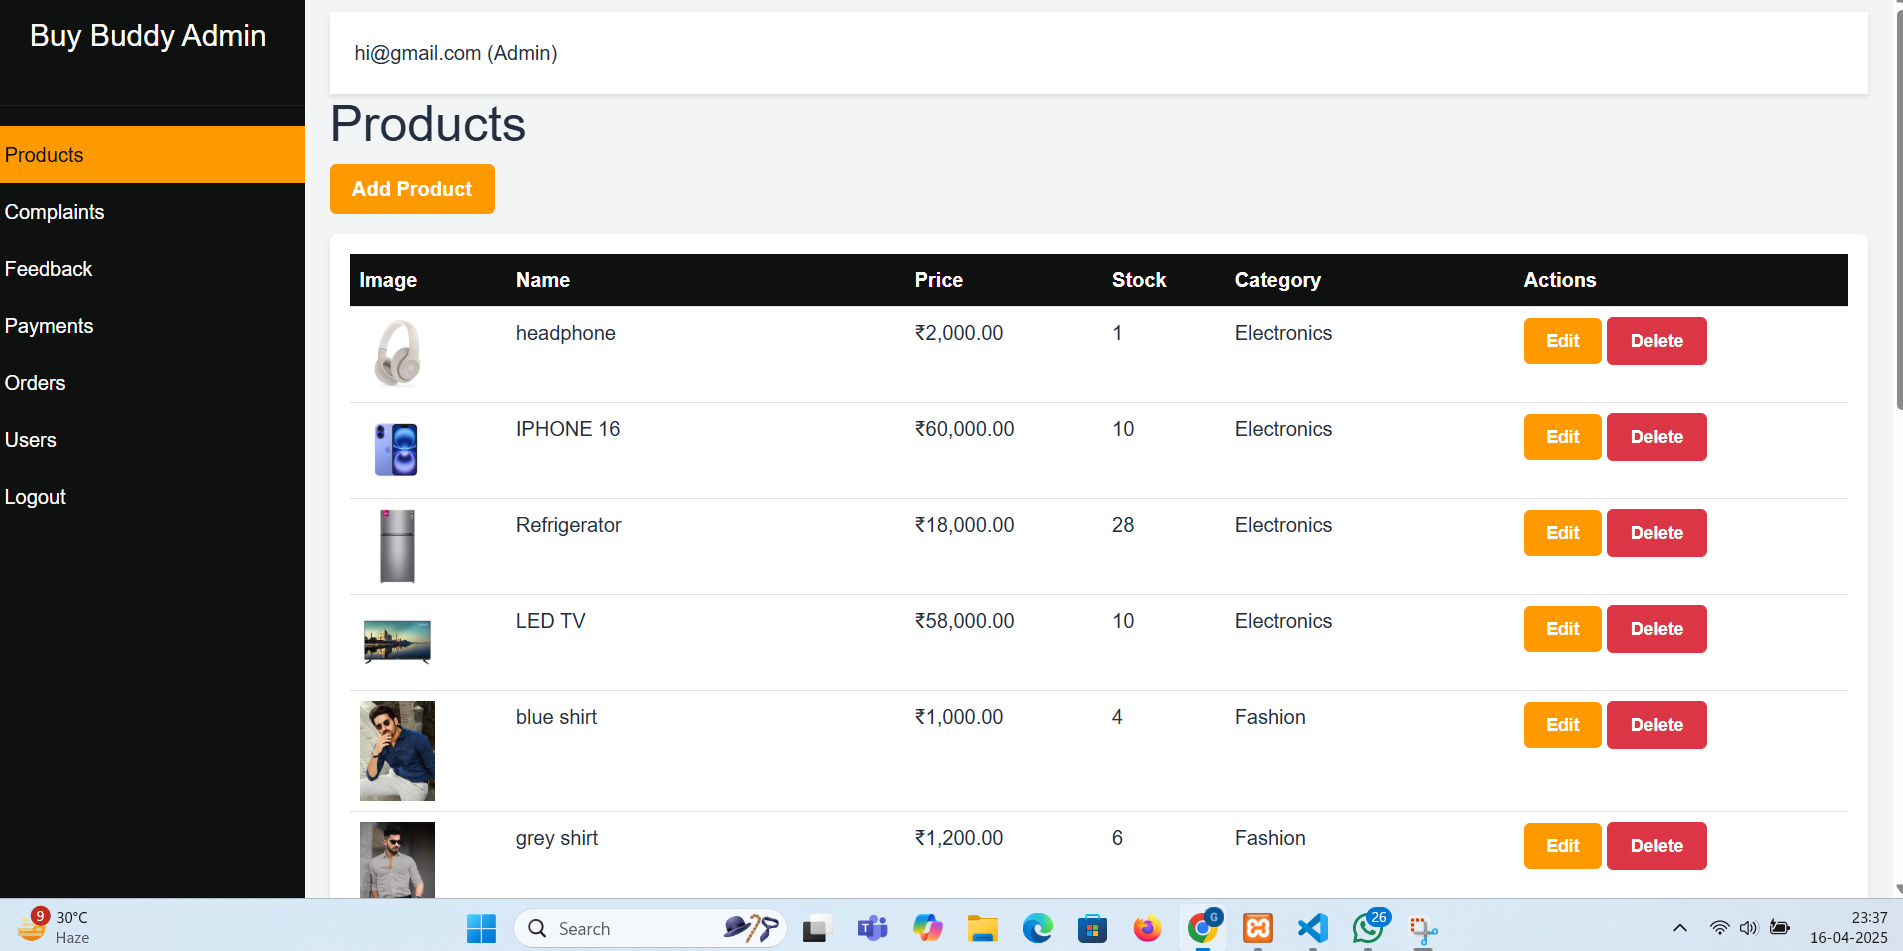 Buy Buddy Admin
Products
Complaints
Feedback
Payments
Orders
Users
Logout
hi@gmail.com (Admin)
Products
Add Product
Image Name Price Stock Category Actions
headphone ₹2,000.00 1 Electronics Edit Delete
IPHONE 16 ₹60,000.00 10 Electronics Edit Delete
Refrigerator ₹18,000.00 28 Electronics Edit Delete
LED TV ₹58,000.00 10 Electronics Edit Delete
blue shirt ₹1,000.00 4 Fashion Edit Delete
grey shirt ₹1,200.00 6 Fashion Edit Delete
9 30°C
Haze
Search
T
G
26
23:37
16-04-2025